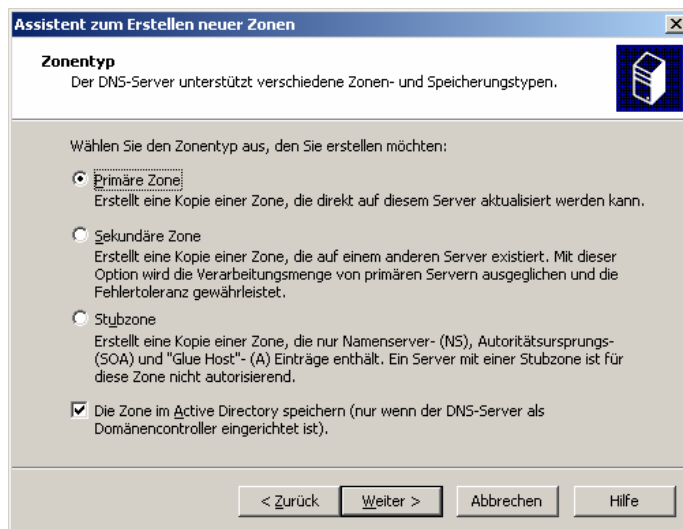 Assistent zum Erstellen neuer Zonen
Zonentyp
Der DNS-Server unterstützt verschiedene Zonen- und Speicherungstypen.
Wählen Sie den Zonentyp aus, den Sie erstellen möchten:
Primäre Zone
Erstellt eine Kopie einer Zone, die direkt auf diesem Server aktualisiert werden kann.
Sekundäre Zone
Erstellt eine Kopie einer Zone, die auf einem anderen Server existiert. Mit dieser
Option wird die Verarbeitungsmenge von primären Servern ausgeglichen und die
Fehlertoleranz gewährleistet.
Stubzone
Erstellt eine Kopie einer Zone, die nur Namenserver- (NS), Autoritätsursprungs-
(SOA) und "Glue Host"- (A) Einträge enthält. Ein Server mit einer Stubzone ist für
diese Zone nicht autorisierend.
Die Zone im Active Directory speichern (nur wenn der DNS-Server als
Domänencontroller eingerichtet ist).
< Zurück Weiter > Abbrechen Hilfe